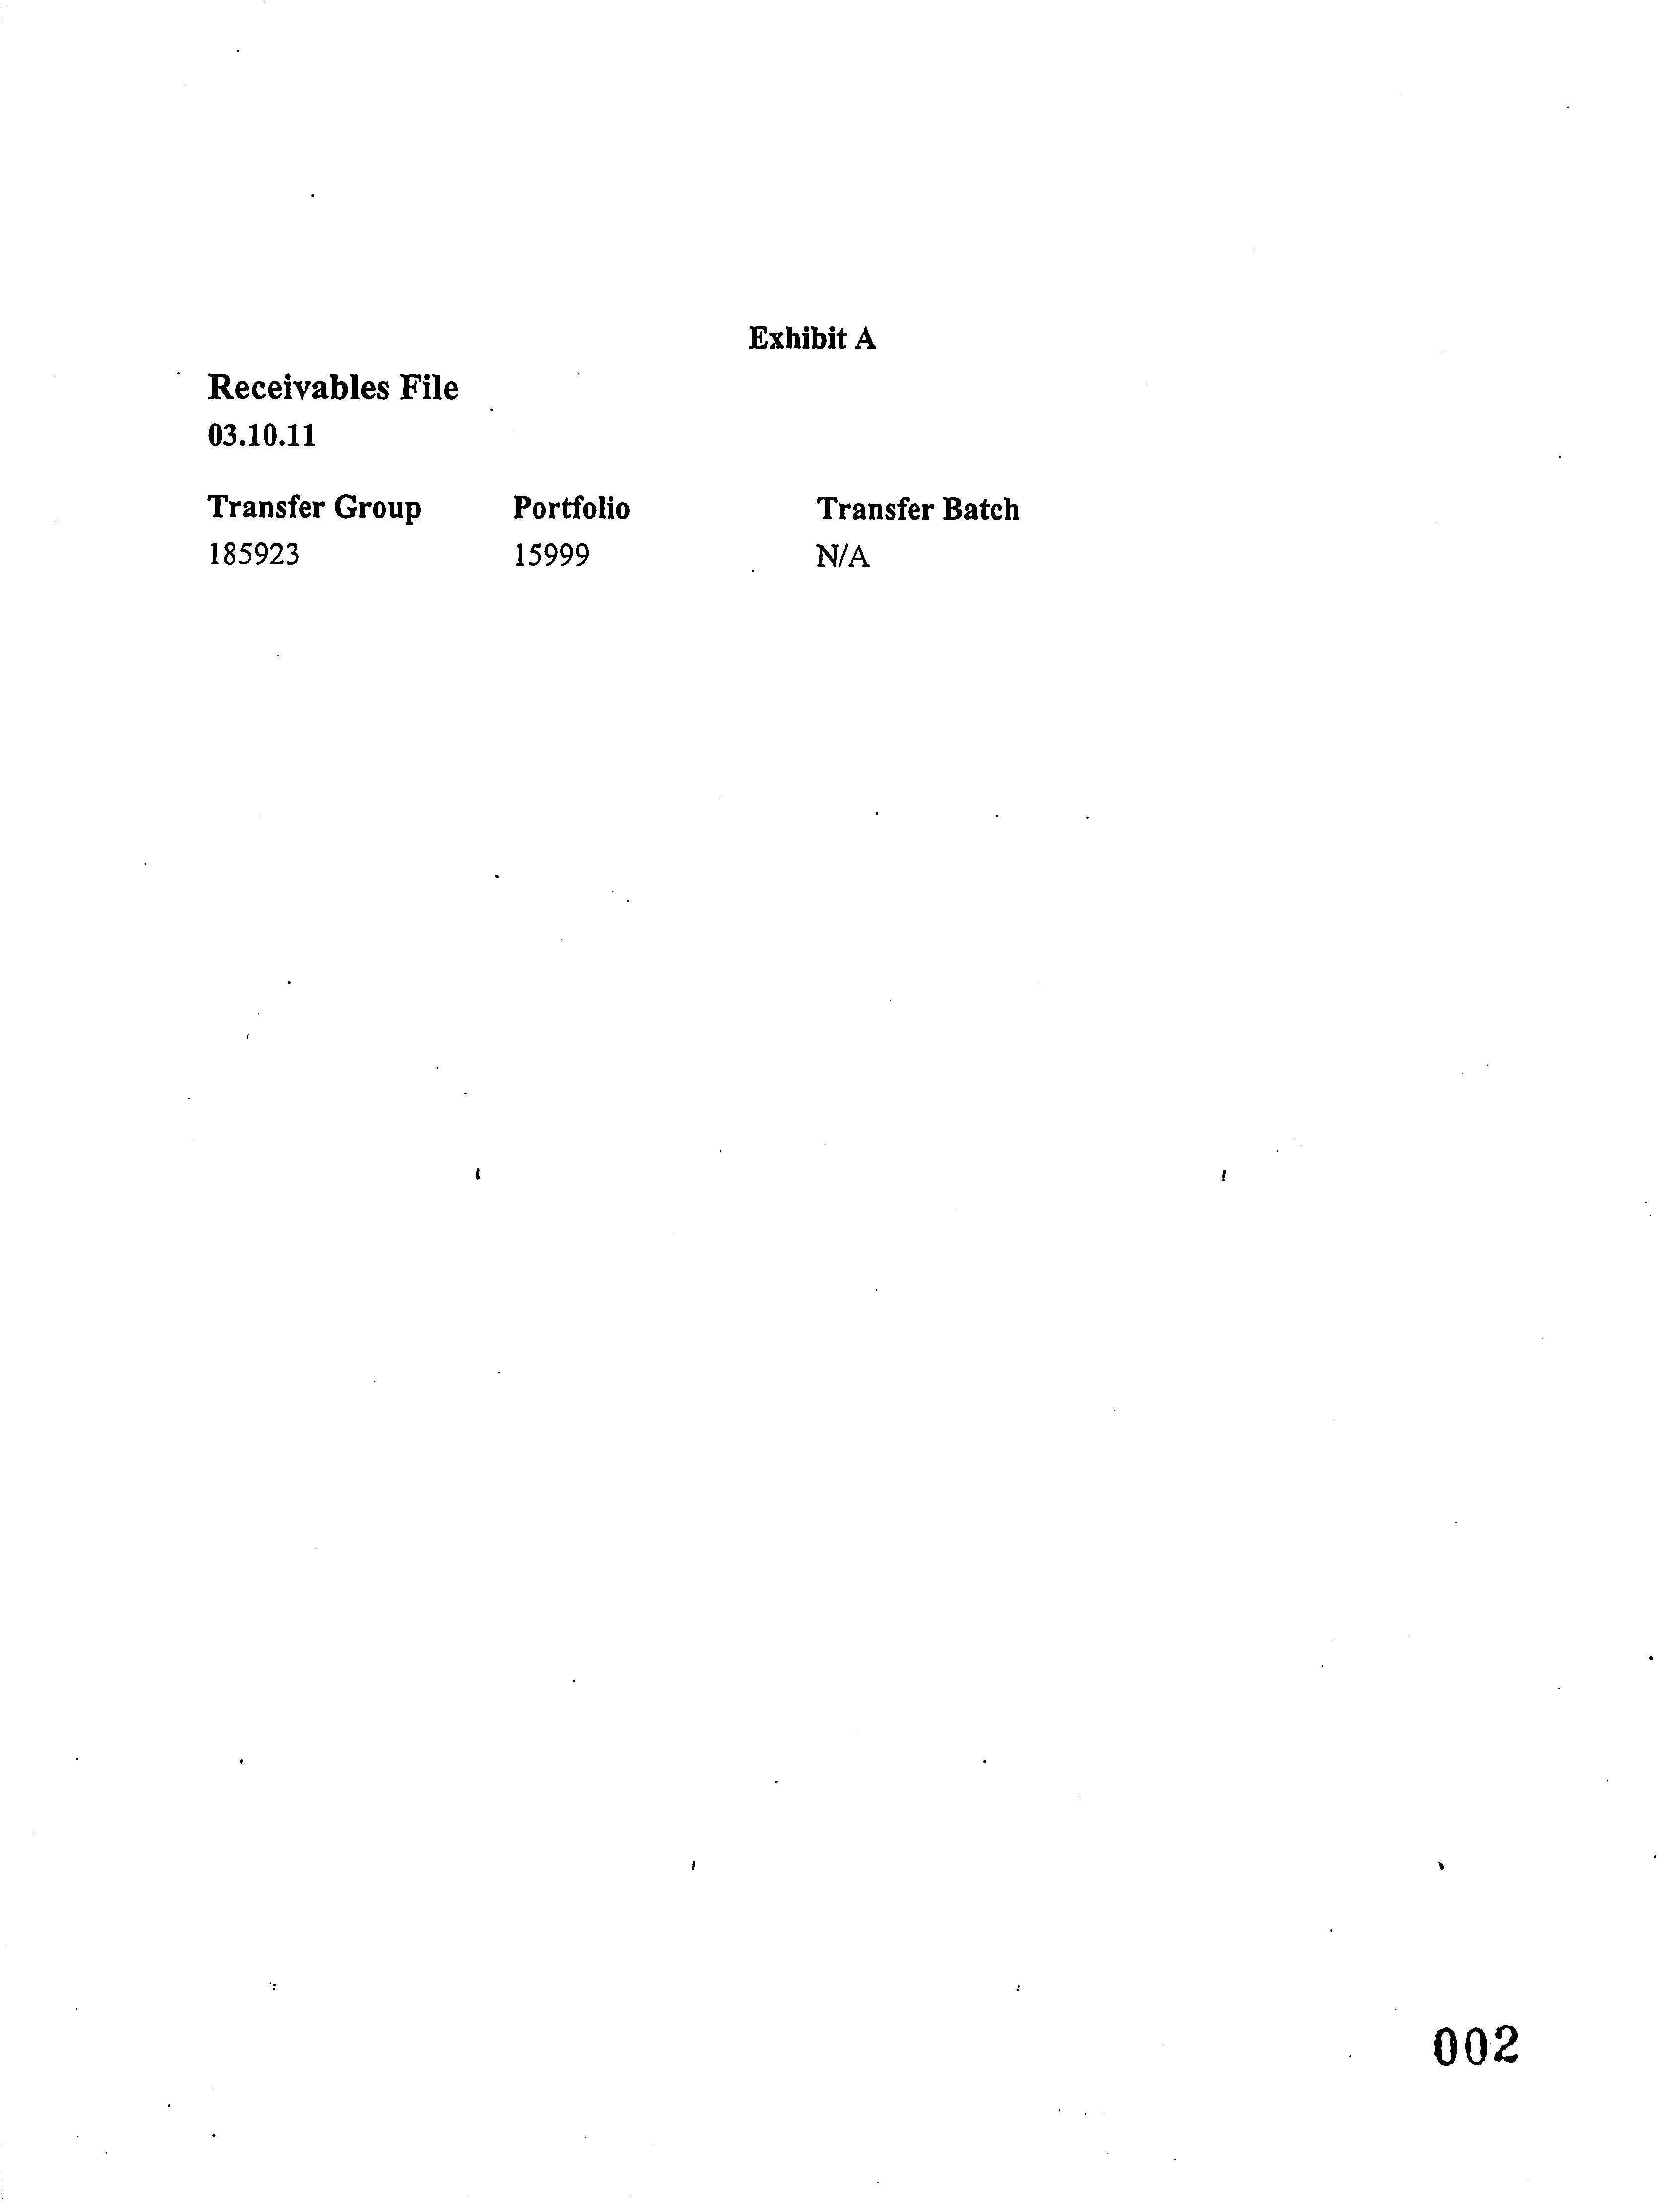 Exhibit A
Receivables File
03.10.11
Transfer Group Portfolio Transfer Batch
185923 15999 N/A
002